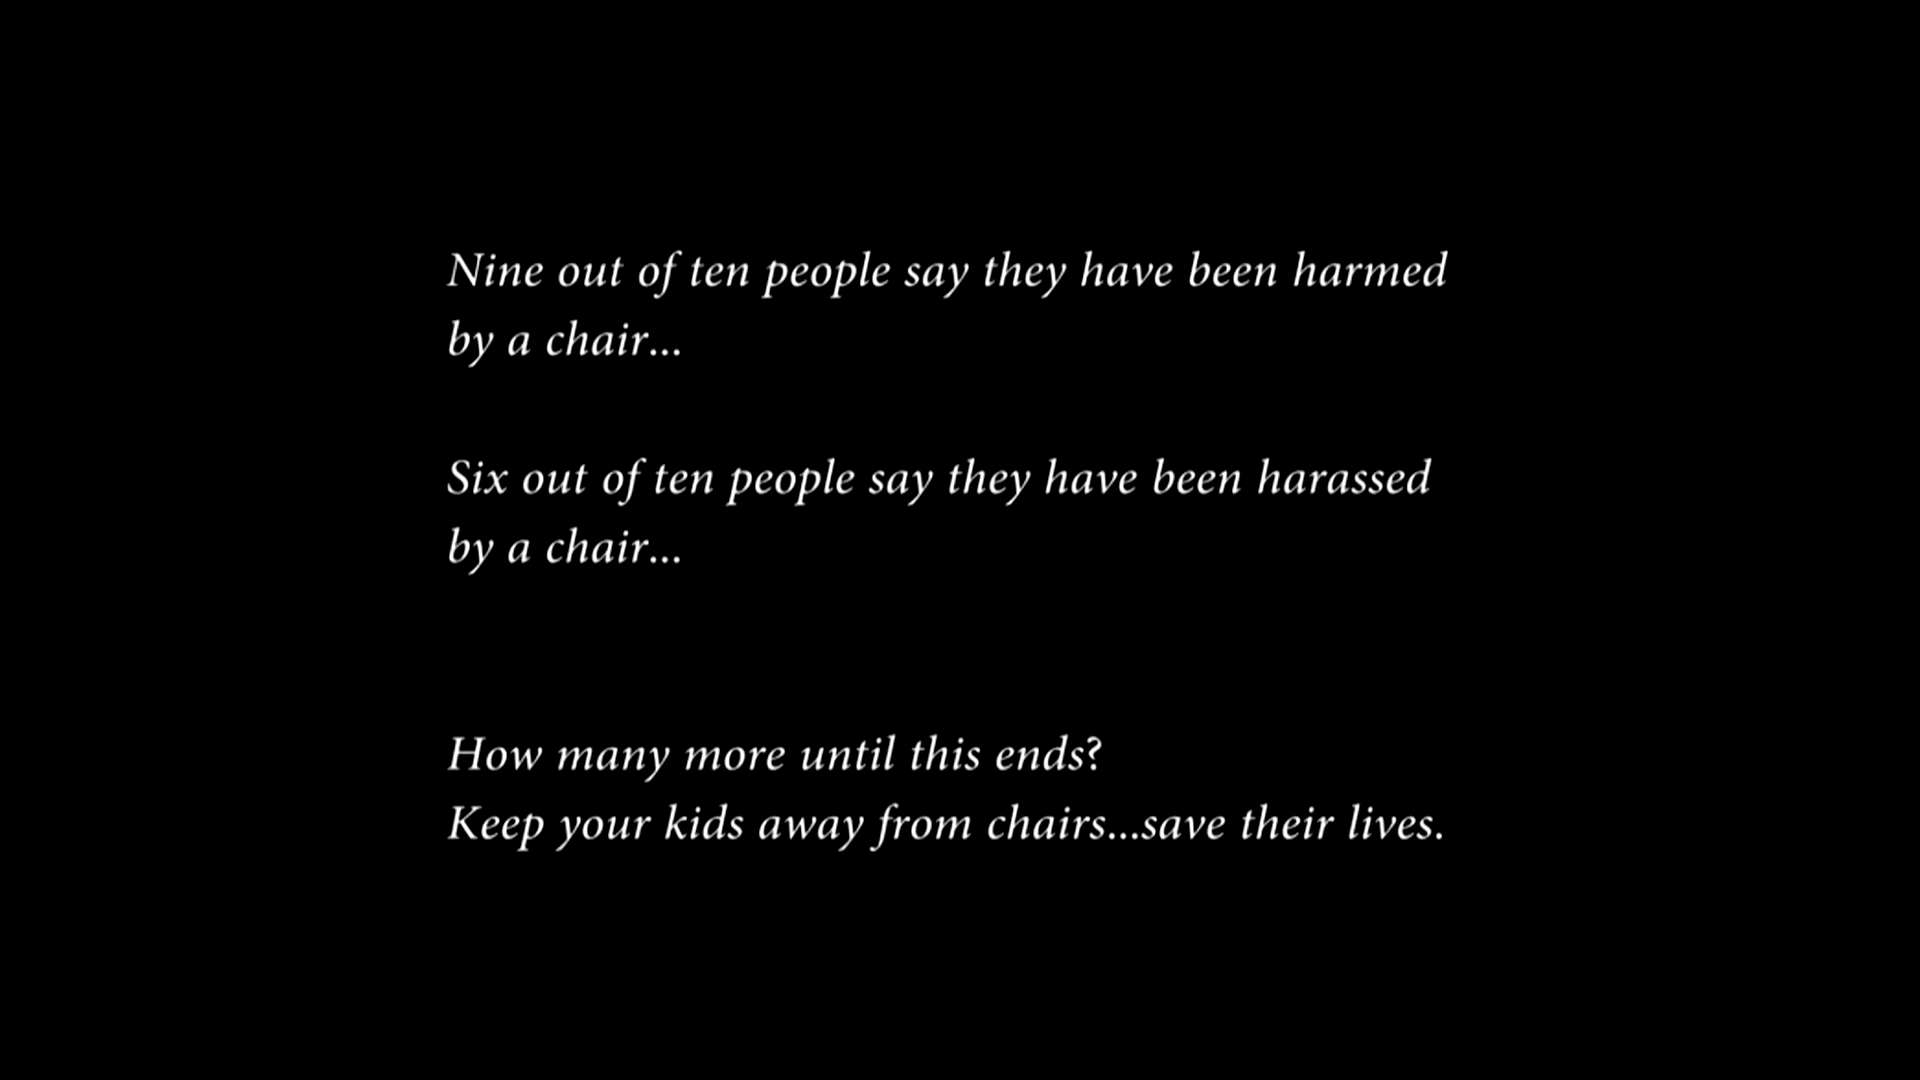 Nine out of ten people say they have been harmed
by a chair...
Six out of ten people say they have been harassed
by a chair...
How many more until this ends?
Keep your kids away from chairs...save their lives.